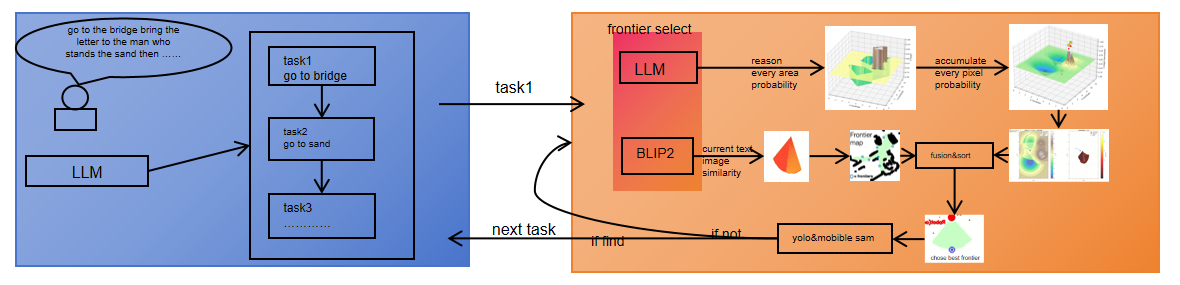 go to the bridge bring the
letter to the man who
stands the sand then ……
LLM
task1
go to bridge
task2
go to sand
task3
…………
task1
next task
frontier select
LLM
reason
every area
probability
accumulate
every pixel
probability
BLIP2
current text
image
similarity
Frontier
map
fusion&sort
chose best frontier
yolo&mobible sam
if not
if find